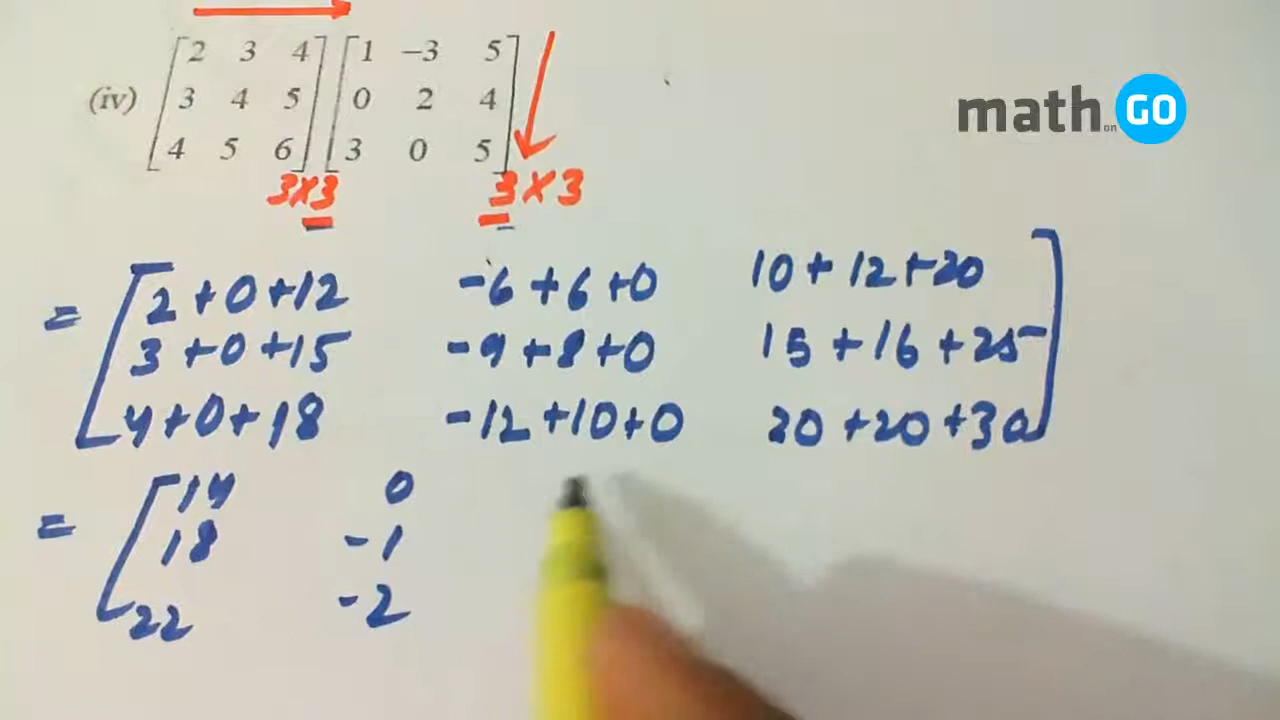 math on GO
(iv) [2 3 4] [1 −3 5]
[3 4 5] [0 2 4]
[4 5 6] [3 0 5]
3×3 3×3
= [2+0+12 -6+6+0 10+12+20]
[3+0+15 -9+8+0 15+16+25]
[4+0+18 -12+10+0 20+20+30]
= [14 0
[18 -1
[22 -2